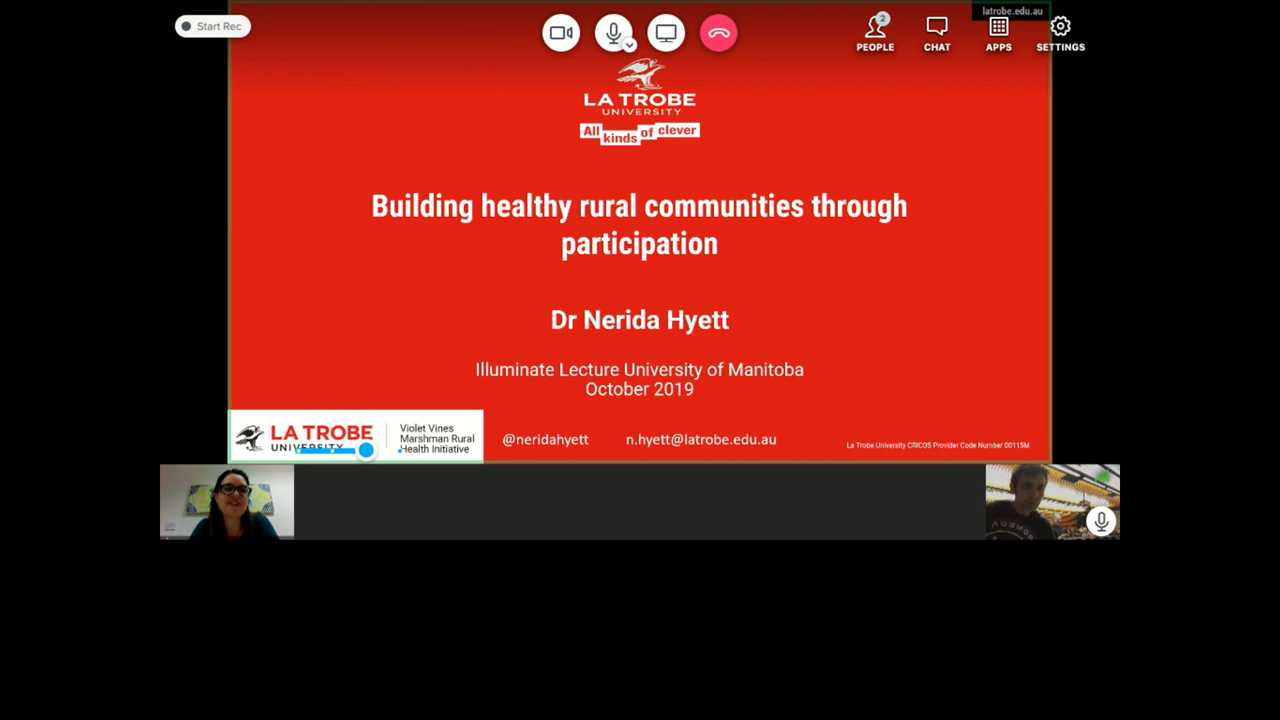 Start Rec
2
PEOPLE
CHAT
APPS
SETTINGS
latrobe.edu.au
LA TROBE
UNIVERSITY
All kinds of clever
Building healthy rural communities through
participation
Dr Nerida Hyett
Illuminate Lecture University of Manitoba
October 2019
LA TROBE
UNIVERSITY
Violet Vines
Marshman Rural
Health Initiative
@neridahyett
n.hyett@latrobe.edu.au
La Trobe University CRICOS Provider Code Number 00115M